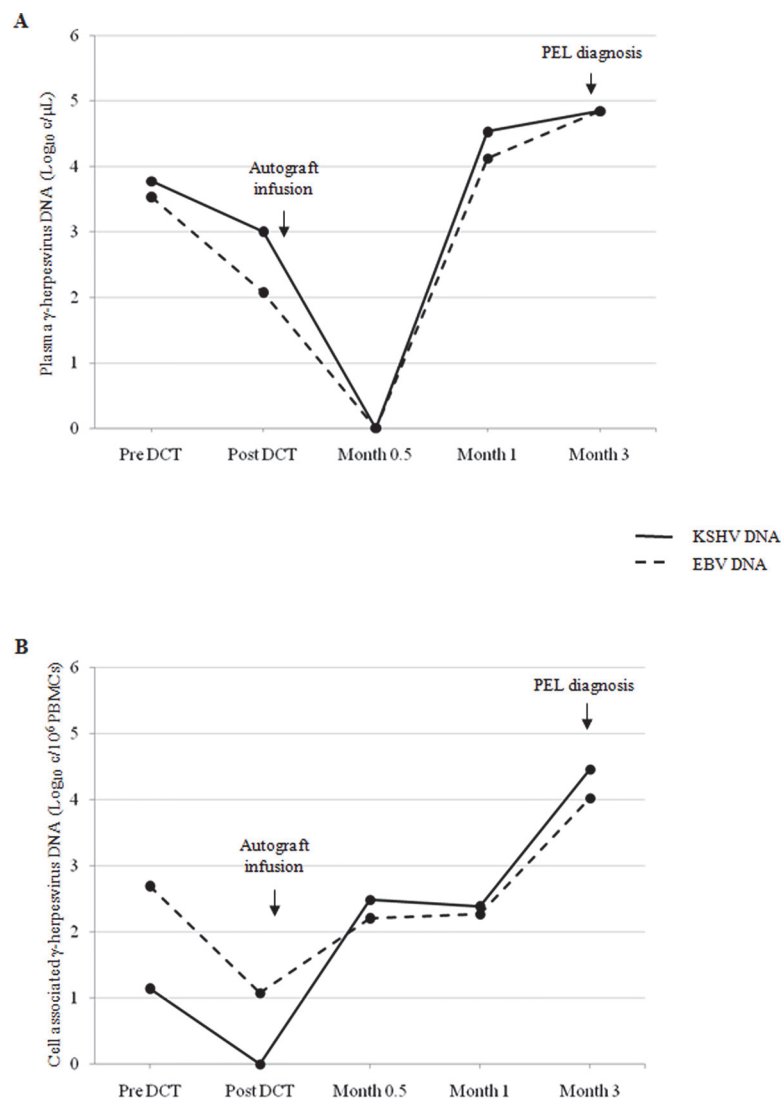 A
Plasma γ-herpesvirus DNA (Log10 c/µL)
6
5
4
3
2
1
0
PEL diagnosis
Autograft
infusion
Pre DCT
Post DCT
Month 0.5
Month 1
Month 3
KSHV DNA
EBV DNA
B
Cell associated γ-herpesvirus DNA (Log10 c/10⁶ PBMCs)
6
5
4
3
2
1
0
PEL diagnosis
Autograft
infusion
Pre DCT
Post DCT
Month 0.5
Month 1
Month 3